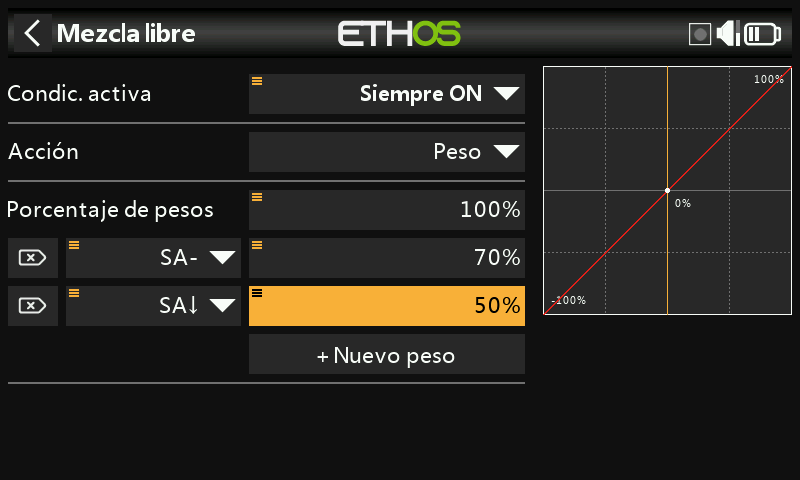 Mezcla libre
ETHOS
Condic. activa
Siempre ON
Acción
Peso
Porcentaje de pesos
100%
SA-
70%
SA↓
50%
+ Nuevo peso
100%
0%
-100%